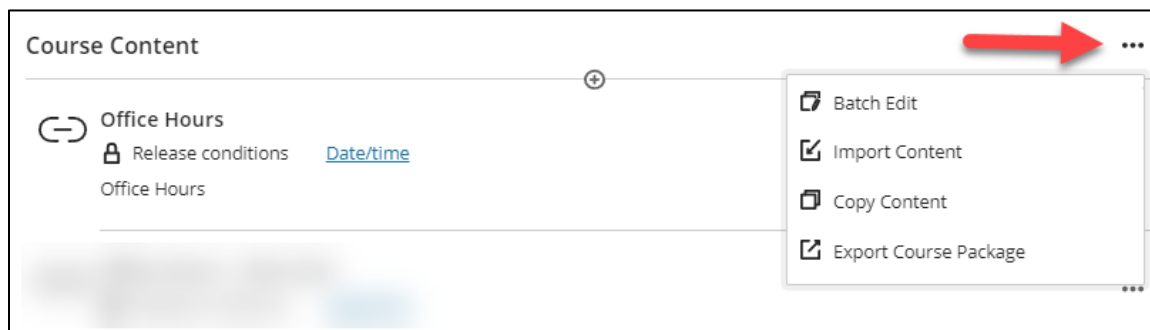 Course Content
Office Hours
Release conditions Date/time
Office Hours
Batch Edit
Import Content
Copy Content
Export Course Package